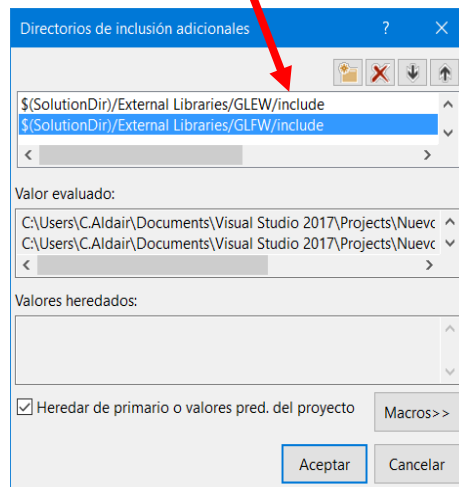 Directorios de inclusión adicionales
$(SolutionDir)/External Libraries/GLEW/include
$(SolutionDir)/External Libraries/GLFW/include
Valor evaluado:
C:\Users\C.Aldair\Documents\Visual Studio 2017\Projects\Nuevo
C:\Users\C.Aldair\Documents\Visual Studio 2017\Projects\Nuevo
Valores heredados:
Heredar de primario o valores pred. del proyecto
Macros>>
Aceptar
Cancelar